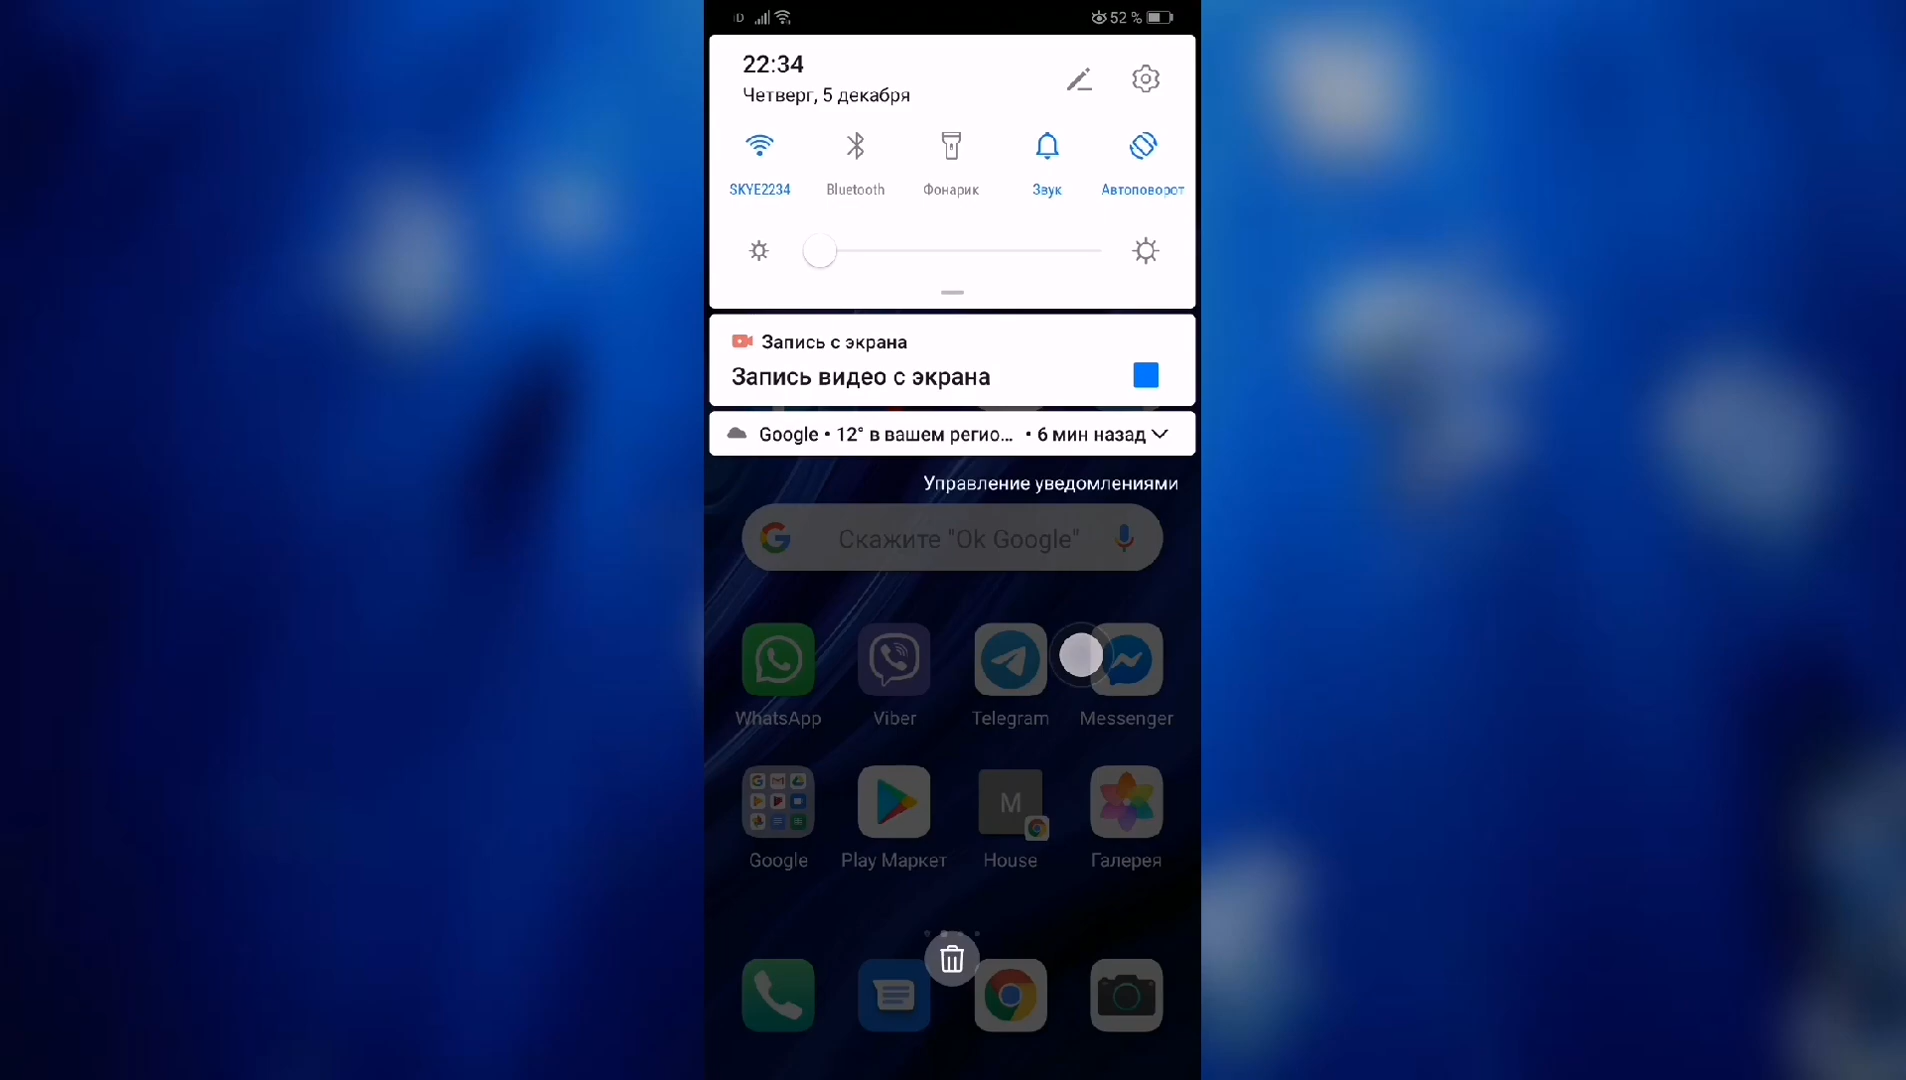 52 %
22:34
Четверг, 5 декабря
SKYE2234 Bluetooth Фонарик Звук Автоповорот
Запись с экрана
Запись видео с экрана
Google • 12° в вашем регио... • 6 мин назад
Управление уведомлениями
Скажите "Ok Google"
WhatsApp Viber Telegram Messenger
M
Google Play Маркет House Галерея